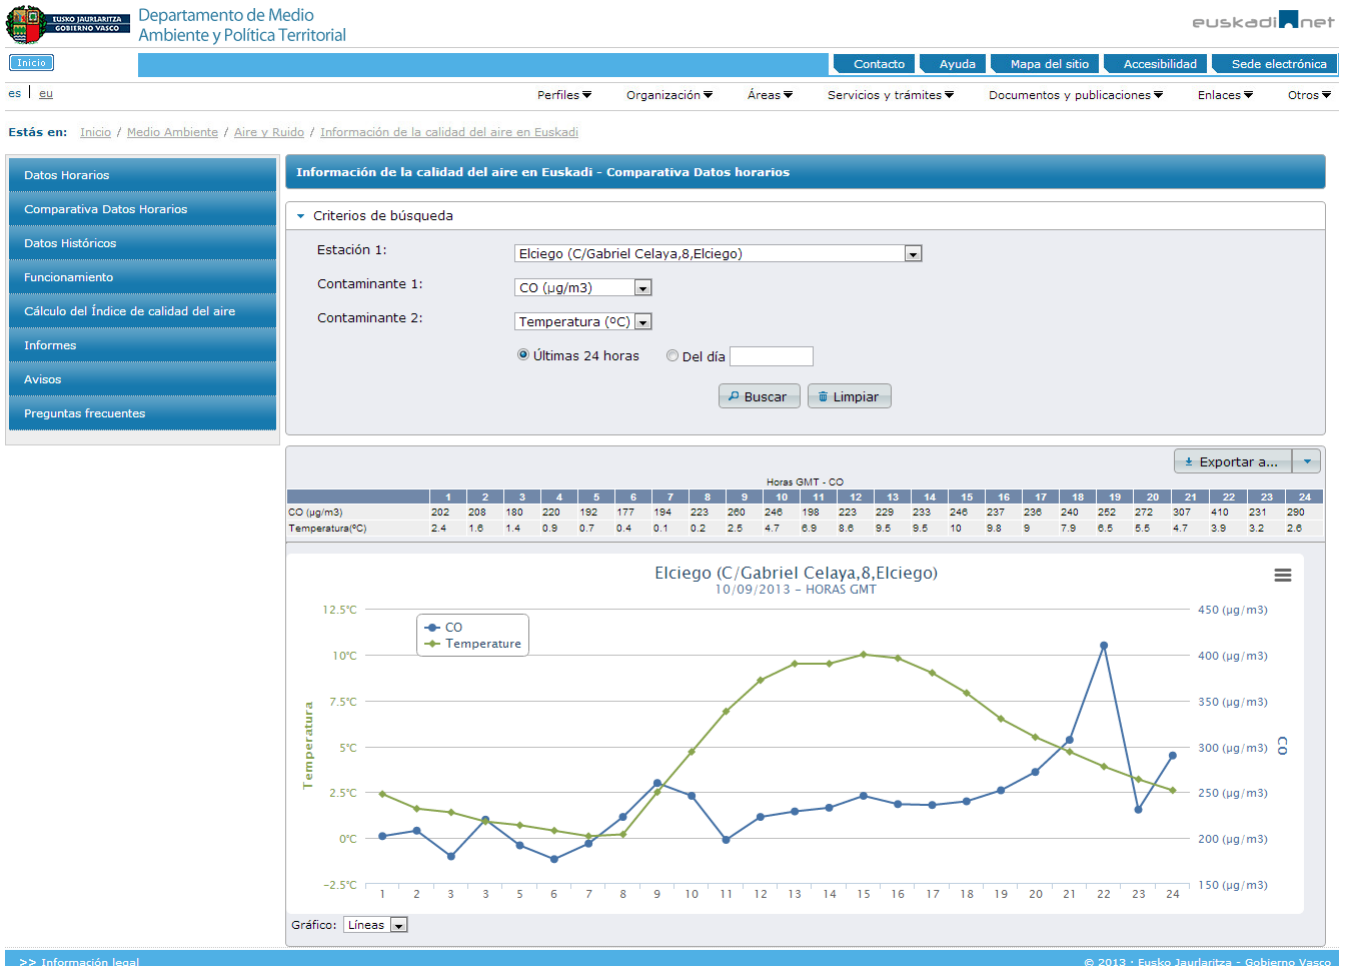 EUSKO JAURLARITZA
GOBIERNO VASCO
Departamento de Medio
Ambiente y Política Territorial
euskadi.net
Inicio
Contacto Ayuda Mapa del sitio Accesibilidad Sede electrónica
es | eu
Perfiles Organización Áreas Servicios y trámites Documentos y publicaciones Enlaces Otros
Estás en: Inicio / Medio Ambiente / Aire y Ruido / Información de la calidad del aire en Euskadi
Datos Horarios
Comparativa Datos Horarios
Datos Históricos
Funcionamiento
Cálculo del Índice de calidad del aire
Informes
Avisos
Preguntas frecuentes
Información de la calidad del aire en Euskadi - Comparativa Datos horarios
Criterios de búsqueda
Estación 1: Elciego (C/Gabriel Celaya,8,Elciego)
Contaminante 1: CO (µg/m3)
Contaminante 2: Temperatura (ºC)
Últimas 24 horas Del día
Buscar Limpiar
Exportar a...
Horas GMT - CO
1 2 3 4 5 6 7 8 9 10 11 12 13 14 15 16 17 18 19 20 21 22 23 24
CO (µg/m3) 202 208 180 220 192 177 194 223 260 246 198 223 229 233 246 237 236 240 252 272 307 410 231 290
Temperatura(ºC) 2.4 1.6 1.4 0.9 0.7 0.4 0.1 0.2 2.5 4.7 6.9 8.6 9.5 9.5 10 9.8 9 7.9 6.5 5.5 4.7 3.9 3.2 2.6
Elciego (C/Gabriel Celaya,8,Elciego)
10/09/2013 - HORAS GMT
CO
Temperature
12.5ºC
10ºC
7.5ºC
5ºC
2.5ºC
0ºC
-2.5ºC
Temperatura
450 (µg/m3)
400 (µg/m3)
350 (µg/m3)
300 (µg/m3)
250 (µg/m3)
200 (µg/m3)
150 (µg/m3)
CO
1 2 3 3 5 6 7 8 9 10 11 12 13 14 15 16 17 18 19 20 21 22 23 24
Gráfico: Líneas
>> Información legal
© 2013 · Eusko Jaurlaritza - Gobierno Vasco